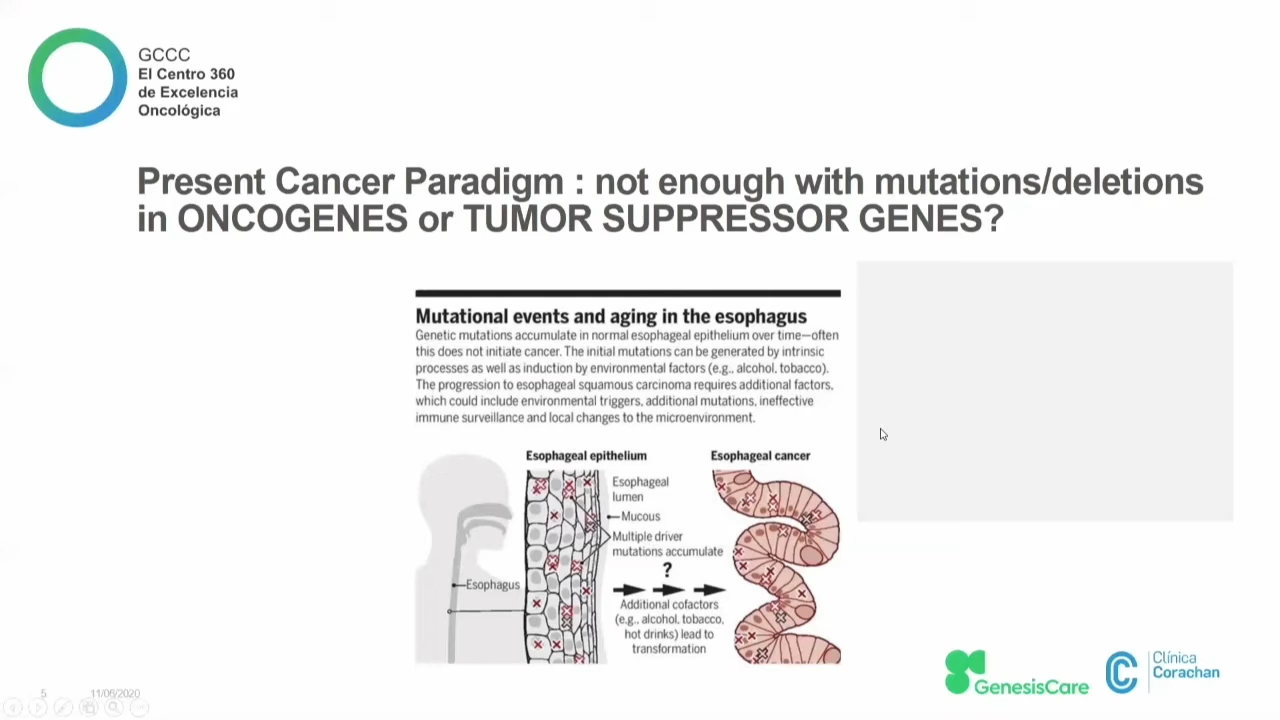 GCCC
El Centro 360
de Excelencia
Oncológica
Present Cancer Paradigm : not enough with mutations/deletions
in ONCOGENES or TUMOR SUPPRESSOR GENES?
Mutational events and aging in the esophagus
Genetic mutations accumulate in normal esophageal epithelium over time—often
this does not initiate cancer. The initial mutations can be generated by intrinsic
processes as well as induction by environmental factors (e.g., alcohol, tobacco).
The progression to esophageal squamous carcinoma requires additional factors,
which could include environmental triggers, additional mutations, ineffective
immune surveillance and local changes to the microenvironment.
Esophageal epithelium
Esophageal cancer
Esophageal
lumen
Mucous
Multiple driver
mutations accumulate
?
Esophagus
Additional cofactors
(e.g., alcohol, tobacco,
hot drinks) lead to
transformation
GenesisCare
Clínica
Corachan
5
11/06/2020